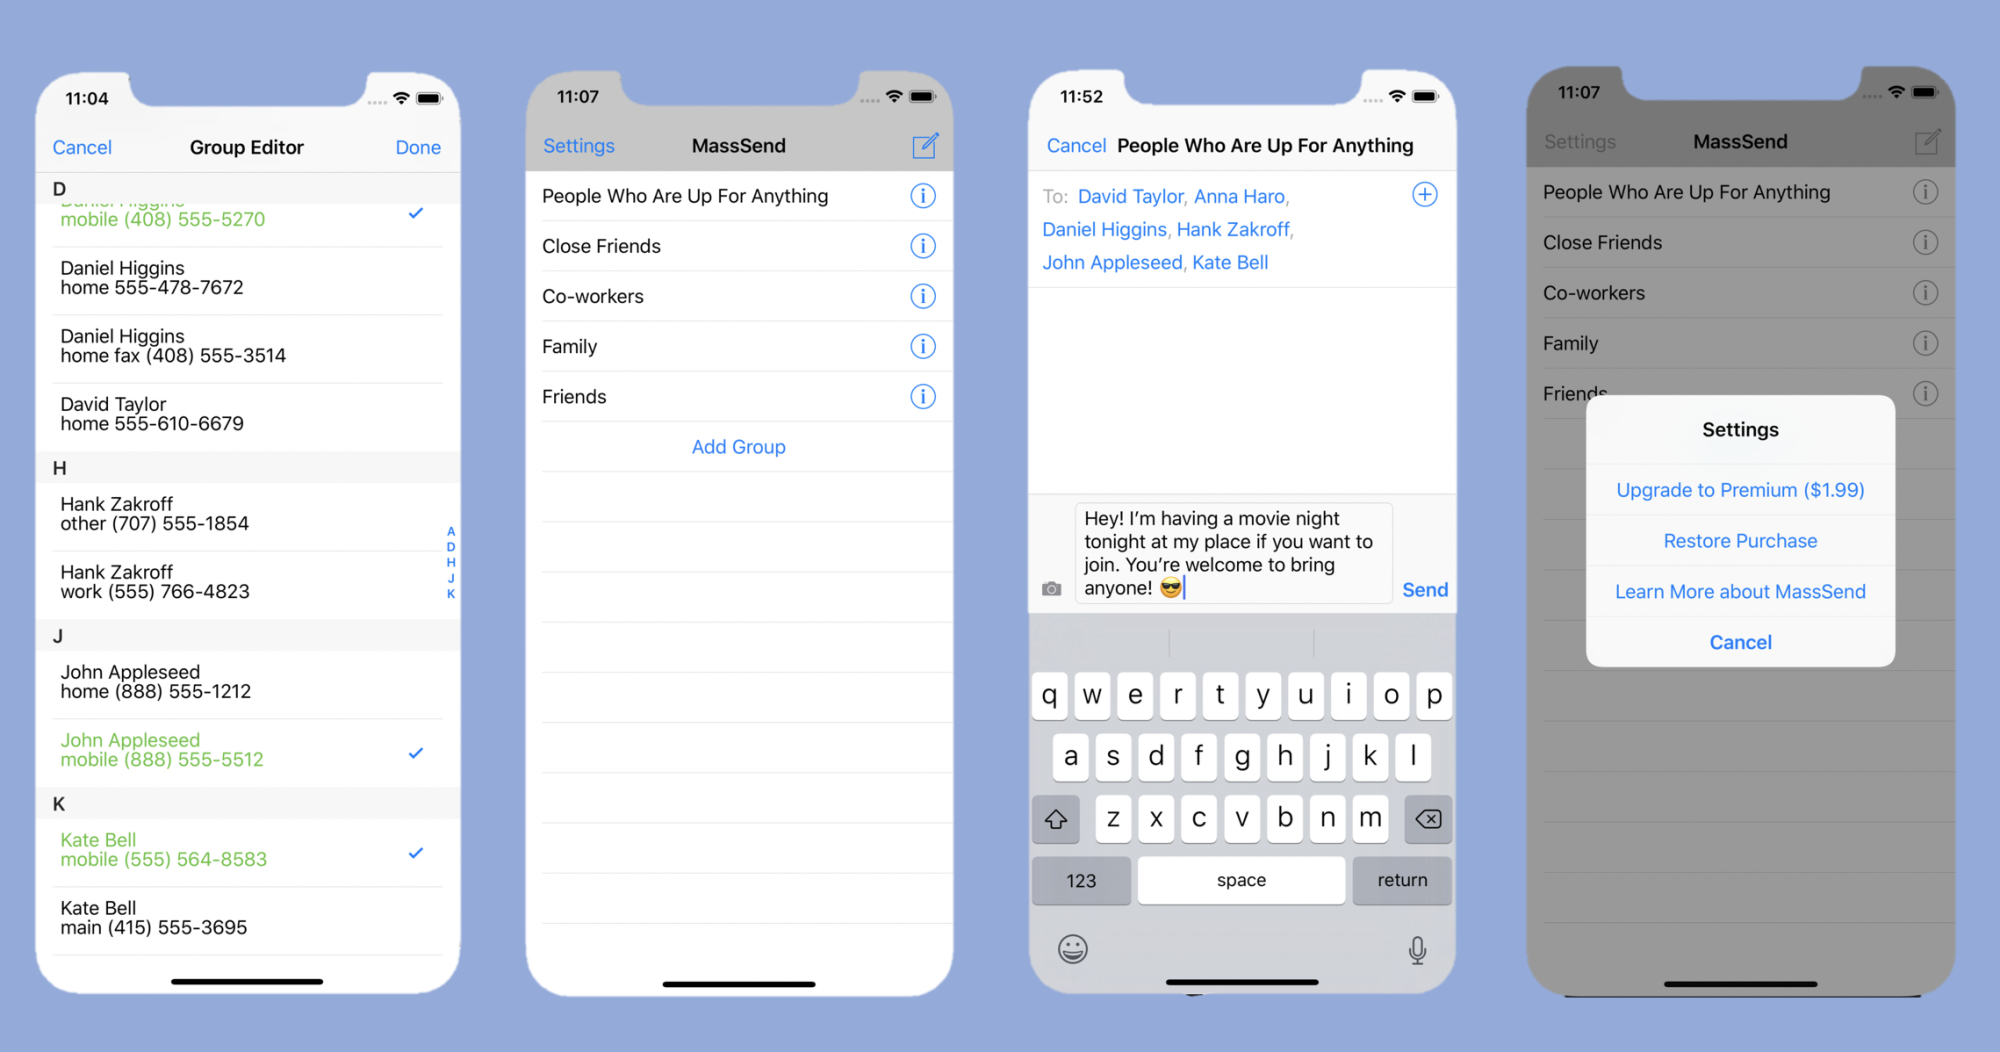 11:04
Cancel Group Editor Done
D
Daniel Higgins
mobile (408) 555-5270
Daniel Higgins
home 555-478-7672
Daniel Higgins
home fax (408) 555-3514
David Taylor
home 555-610-6679
H
Hank Zakroff
other (707) 555-1854
Hank Zakroff
work (555) 766-4823
J
John Appleseed
home (888) 555-1212
John Appleseed
mobile (888) 555-5512
K
Kate Bell
mobile (555) 564-8583
Kate Bell
main (415) 555-3695
A
D
H
J
K
11:07
Settings MassSend
People Who Are Up For Anything
Close Friends
Co-workers
Family
Friends
Add Group
11:52
Cancel People Who Are Up For Anything
To: David Taylor, Anna Haro,
Daniel Higgins, Hank Zakroff,
John Appleseed, Kate Bell
Hey! I’m having a movie night
tonight at my place if you want to
join. You’re welcome to bring
anyone! 😎
Send
q w e r t y u i o p
a s d f g h j k l
z x c v b n m
123 space return
11:07
Settings MassSend
People Who Are Up For Anything
Close Friends
Co-workers
Family
Friends
Settings
Upgrade to Premium ($1.99)
Restore Purchase
Learn More about MassSend
Cancel